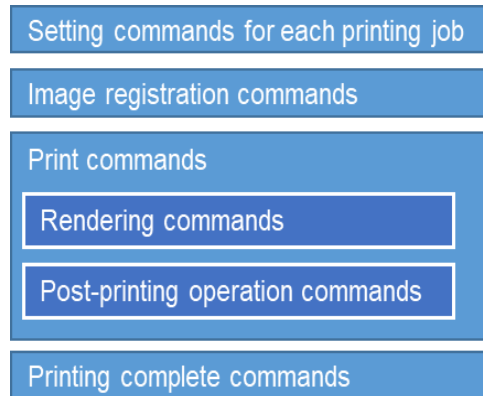 Setting commands for each printing job
Image registration commands
Print commands
Rendering commands
Post-printing operation commands
Printing complete commands